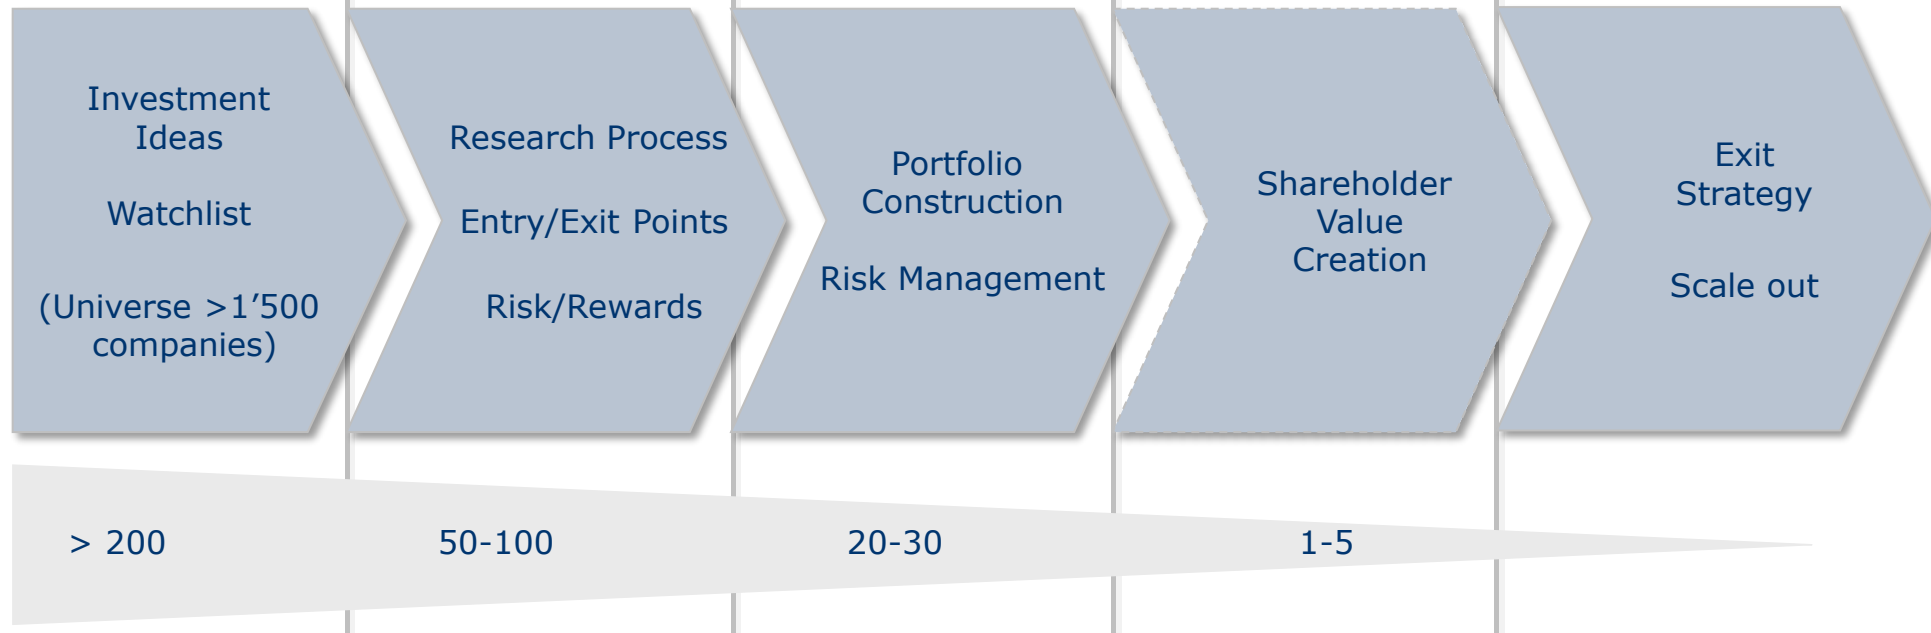 Investment
Ideas
Watchlist
(Universe >1’500
companies)
Research Process
Entry/Exit Points
Risk/Rewards
Portfolio
Construction
Risk Management
Shareholder
Value
Creation
Exit
Strategy
Scale out
> 200
50-100
20-30
1-5